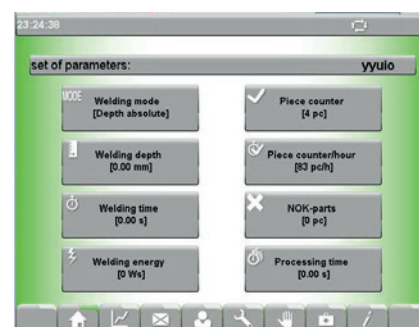 23:24:38
set of parameters: yyuio
MODE Welding mode
[Depth absolute]
Piece counter
[4 pc]
Welding depth
[0.00 mm]
Piece counter/hour
[83 pc/h]
Welding time
[0.00 s]
NOK-parts
[0 pc]
Welding energy
[0 Ws]
Processing time
[0.00 s]